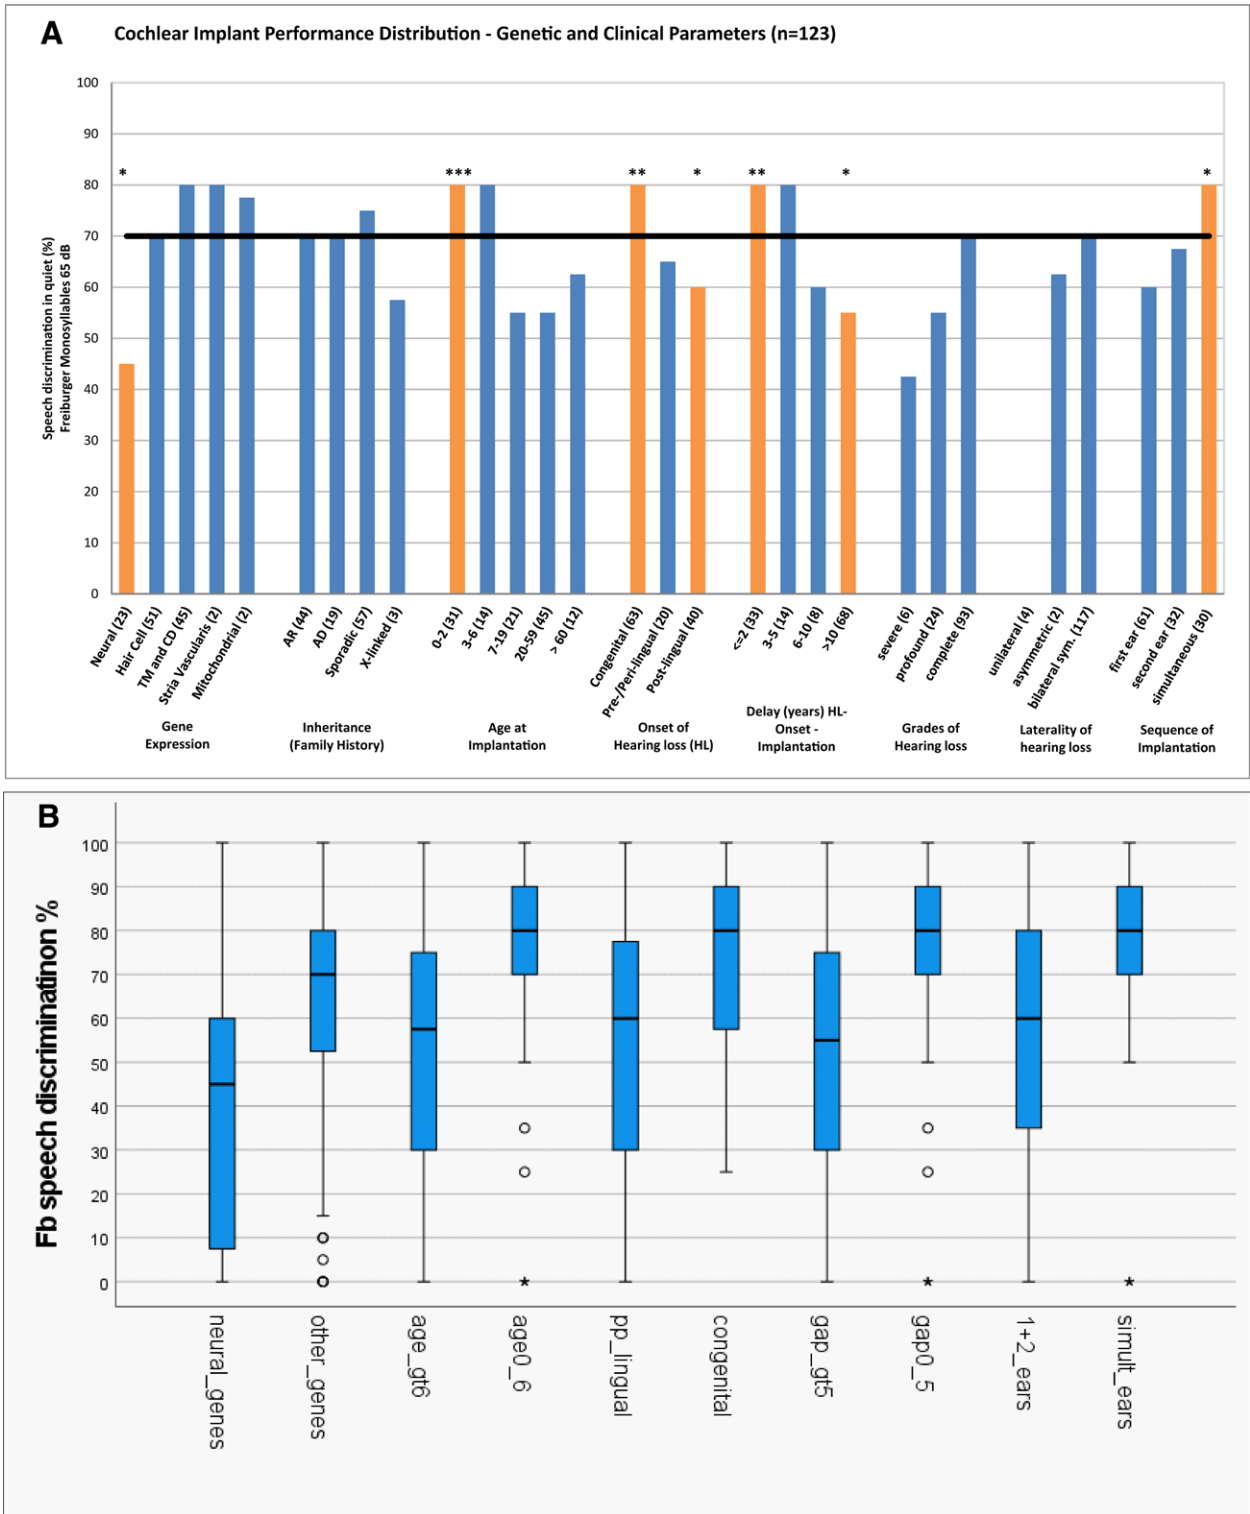 A
Cochlear Implant Performance Distribution - Genetic and Clinical Parameters (n=123)
Speech discrimination in quiet (%)
Freiburger Monosyllables 65 dB
100
90
80
70
60
50
40
30
20
10
0
*
***
**
*
**
*
*
Neural (23)
Hair Cell (51)
TM and CD (45)
Stria Vascularis (2)
Mitochondrial (2)
AR (44)
AD (19)
Sporadic (57)
X-linked (3)
0-2 (31)
3-6 (14)
7-19 (21)
20-59 (45)
> 60 (12)
Congenital (63)
Pre-/Peri-lingual (20)
Post-lingual (40)
<=2 (33)
3-5 (14)
6-10 (8)
>10 (68)
severe (6)
profound (24)
complete (93)
unilateral (4)
asymmetric (2)
bilateral sym. (117)
first ear (61)
second ear (32)
simultaneous (30)
Gene
Expression
Inheritance
(Family History)
Age at
Implantation
Onset of
Hearing loss (HL)
Delay (years) HL-
Onset -
Implantation
Grades of
Hearing loss
Laterality of
hearing loss
Sequence of
Implantation
B
Fb speech discriminatinon %
100
90
80
70
60
50
40
30
20
10
0
neural_genes
other_genes
age_gt6
age0_6
pp_lingual
congenital
gap_gt5
gap0_5
1+2_ears
simult_ears